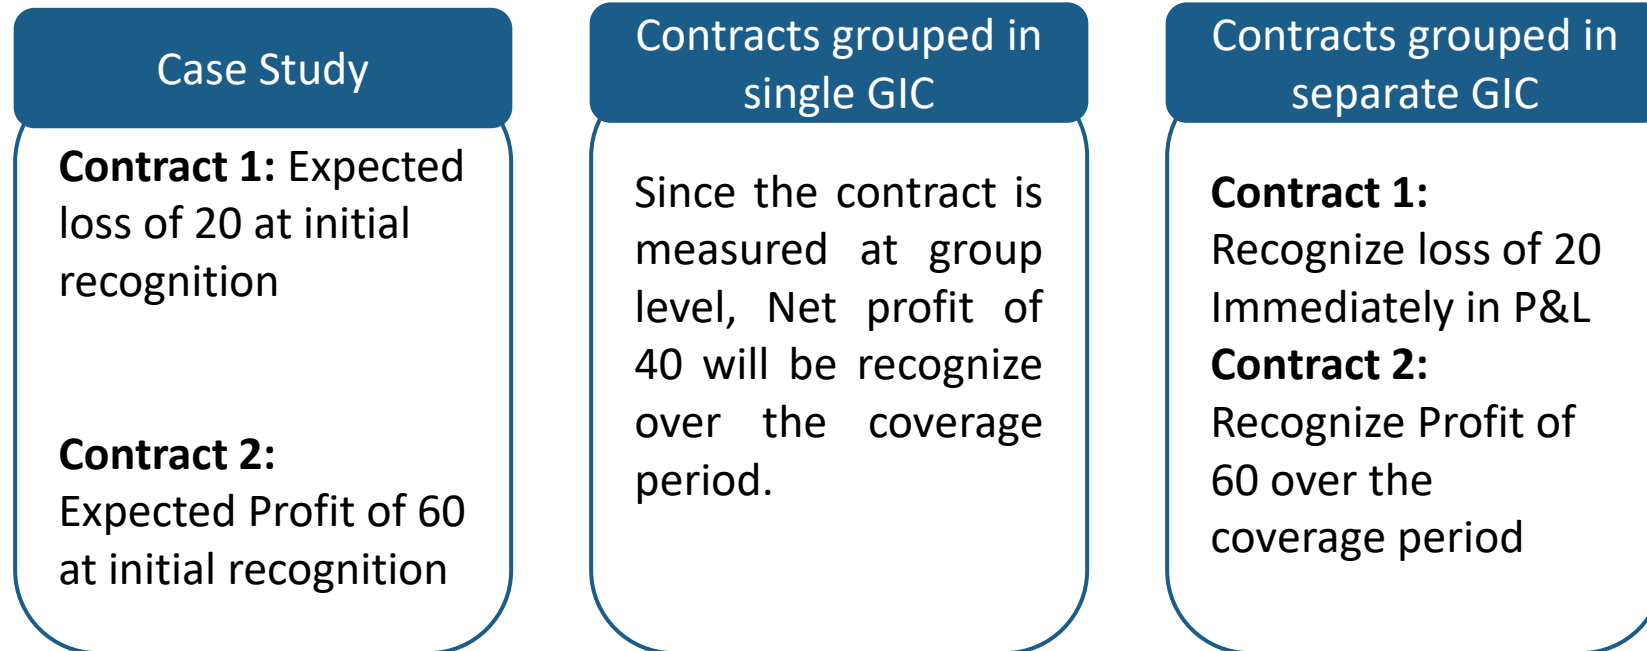 Case Study
Contract 1: Expected
loss of 20 at initial
recognition
Contract 2:
Expected Profit of 60
at initial recognition
Contracts grouped in
single GIC
Since the contract is
measured at group
level, Net profit of
40 will be recognize
over the coverage
period.
Contracts grouped in
separate GIC
Contract 1:
Recognize loss of 20
Immediately in P&L
Contract 2:
Recognize Profit of
60 over the
coverage period